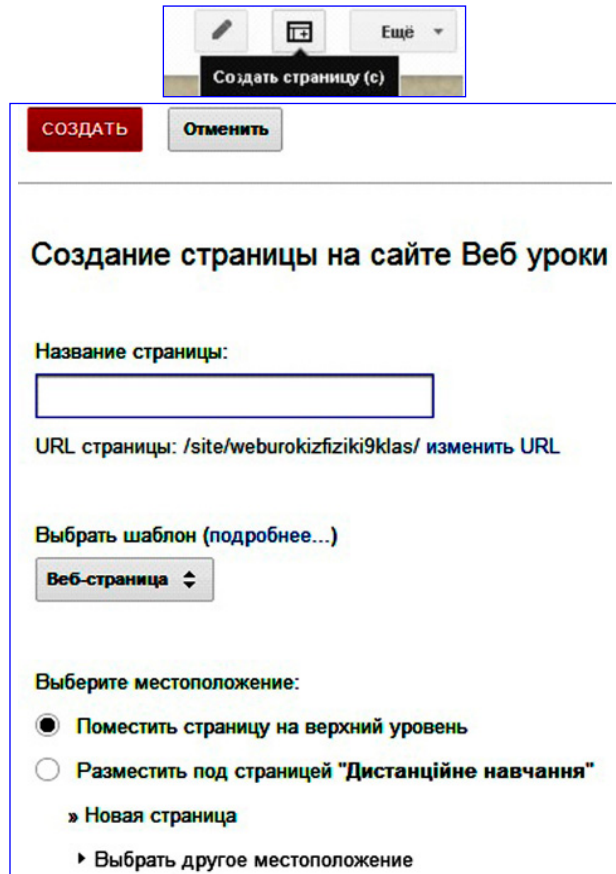 Ещё
Создать страницу (c)
СОЗДАТЬ Отменить
Создание страницы на сайте Веб уроки
Название страницы:
URL страницы: /site/weburokizfiziki9klas/ изменить URL
Выбрать шаблон (подробнее...)
Веб-страница
Выберите местоположение:
Поместить страницу на верхний уровень
Разместить под страницей "Дистанційне навчання"
» Новая страница
Выбрать другое местоположение